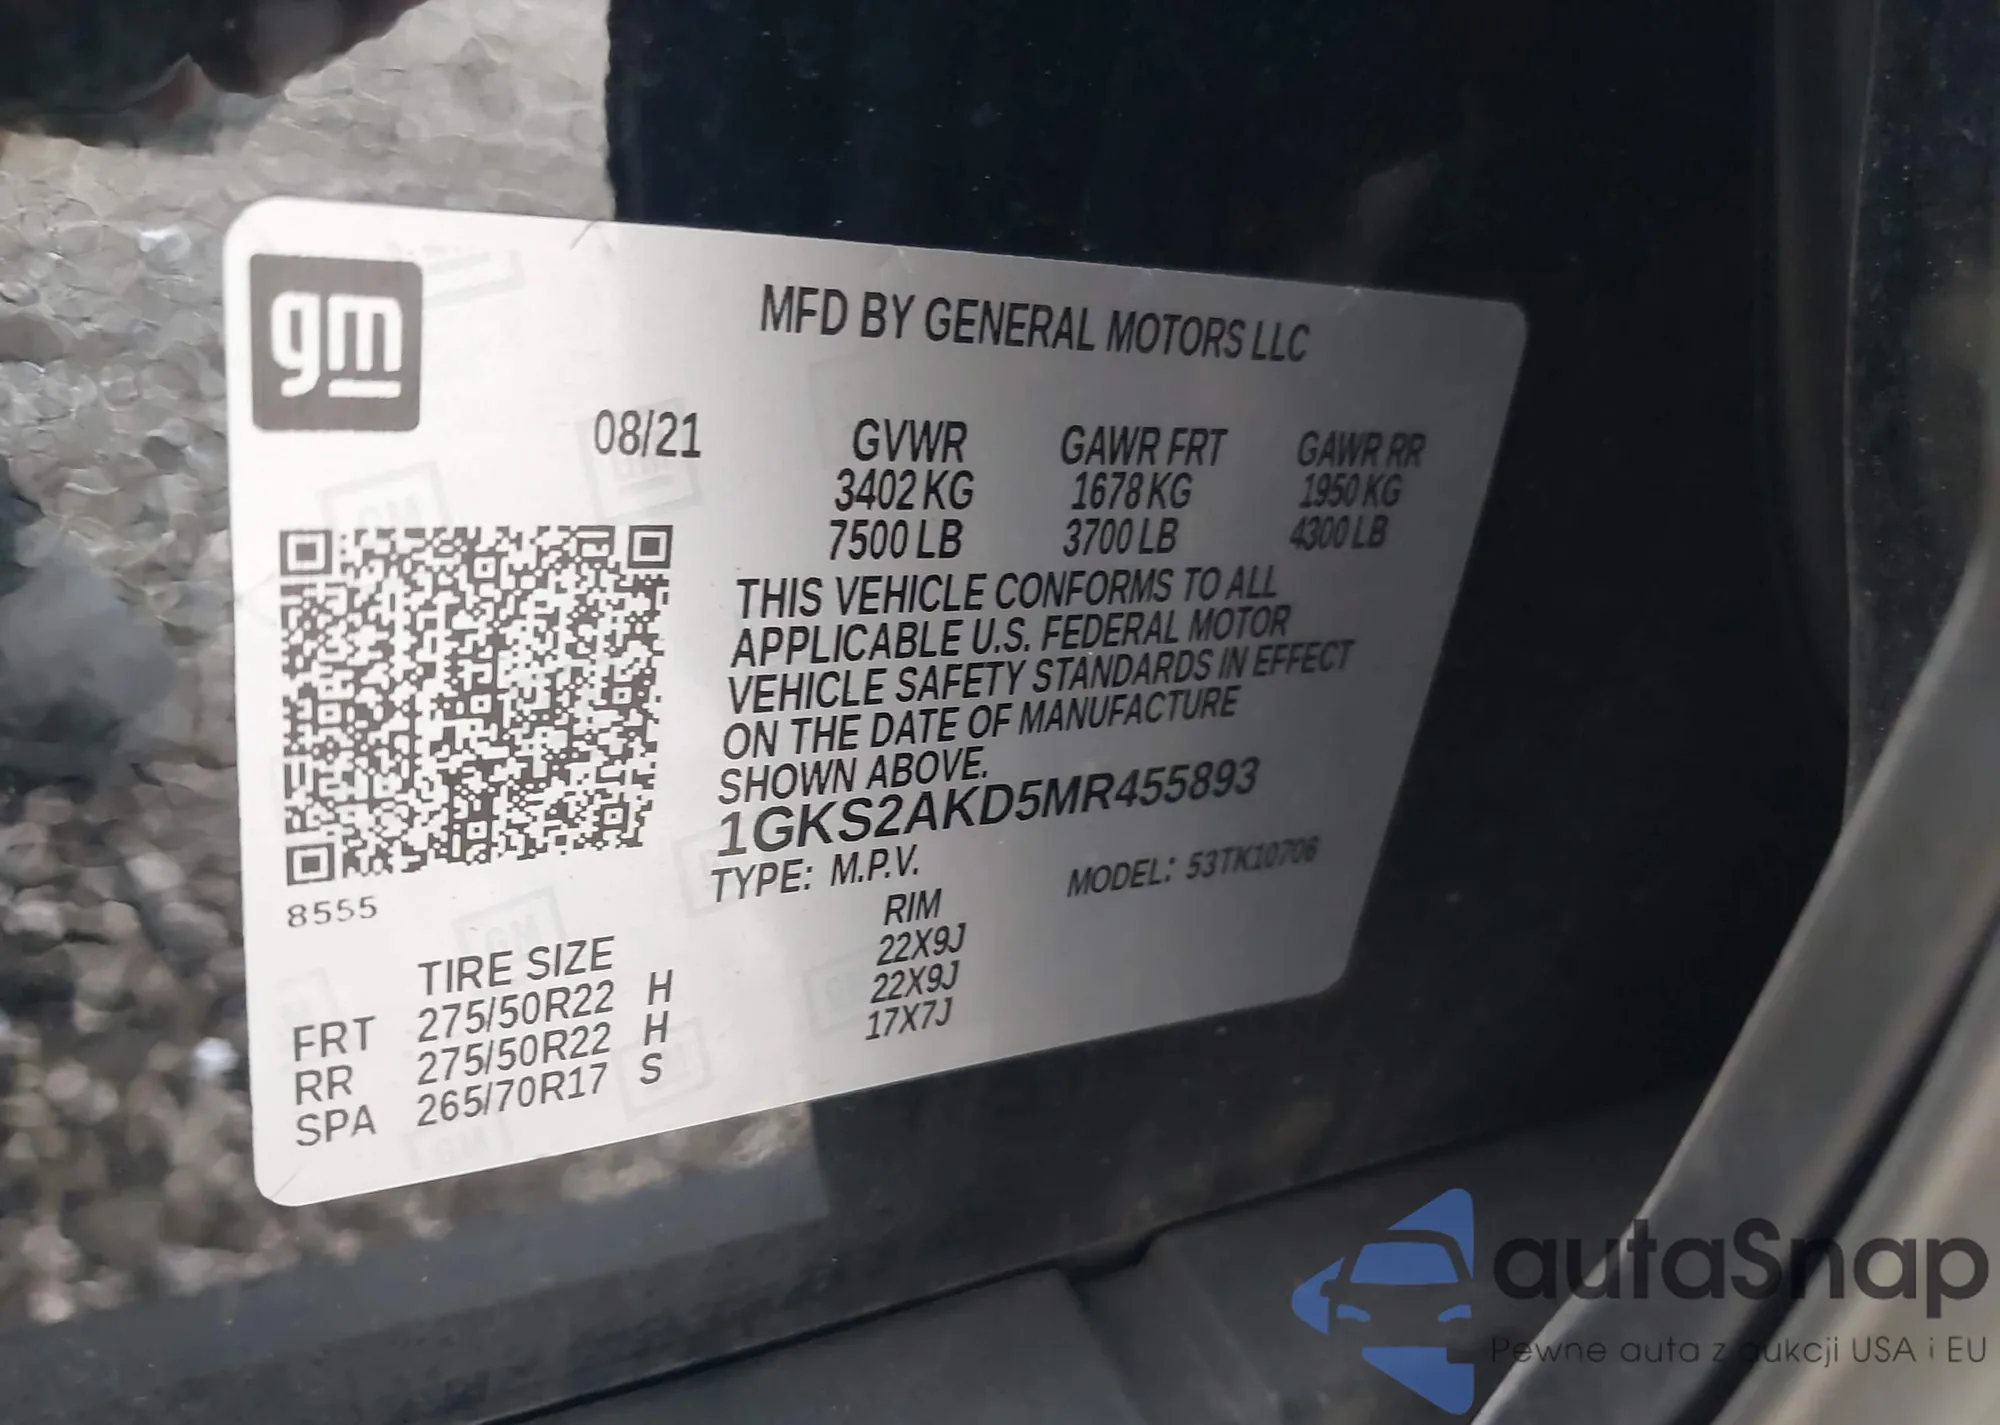 gm
MFD BY GENERAL MOTORS LLC
08/21 GVWR GAWR FRT GAWR RR
3402 KG 1678 KG 1950 KG
7500 LB 3700 LB 4300 LB
THIS VEHICLE CONFORMS TO ALL
APPLICABLE U.S. FEDERAL MOTOR
VEHICLE SAFETY STANDARDS IN EFFECT
ON THE DATE OF MANUFACTURE
SHOWN ABOVE.
1GKS2AKD5MR455893
TYPE: M.P.V. MODEL: 53TK10706
8555
TIRE SIZE RIM
FRT 275/50R22 H 22X9J
RR 275/50R22 H 22X9J
SPA 265/70R17 S 17X7J
autaSnap
Pewne auta z aukcji USA i EU